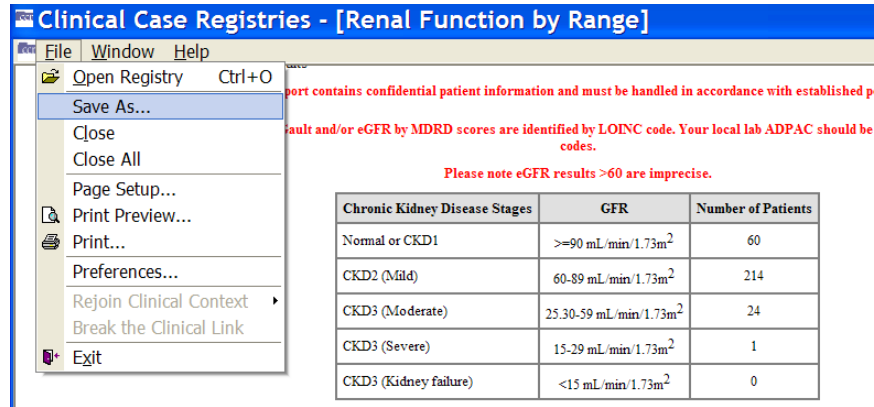 Clinical Case Registries - [Renal Function by Range]
File Window Help
Open Registry Ctrl+O
Save As...
Close
Close All
Page Setup...
Print Preview...
Print...
Preferences...
Rejoin Clinical Context
Break the Clinical Link
Exit
port contains confidential patient information and must be handled in accordance with established p
ault and/or eGFR by MDRD scores are identified by LOINC code. Your local lab ADPAC should be
codes.
Please note eGFR results >60 are imprecise.
Chronic Kidney Disease Stages GFR Number of Patients
Normal or CKD1 >=90 mL/min/1.73m2 60
CKD2 (Mild) 60-89 mL/min/1.73m2 214
CKD3 (Moderate) 25.30-59 mL/min/1.73m2 24
CKD3 (Severe) 15-29 mL/min/1.73m2 1
CKD3 (Kidney failure) <15 mL/min/1.73m2 0